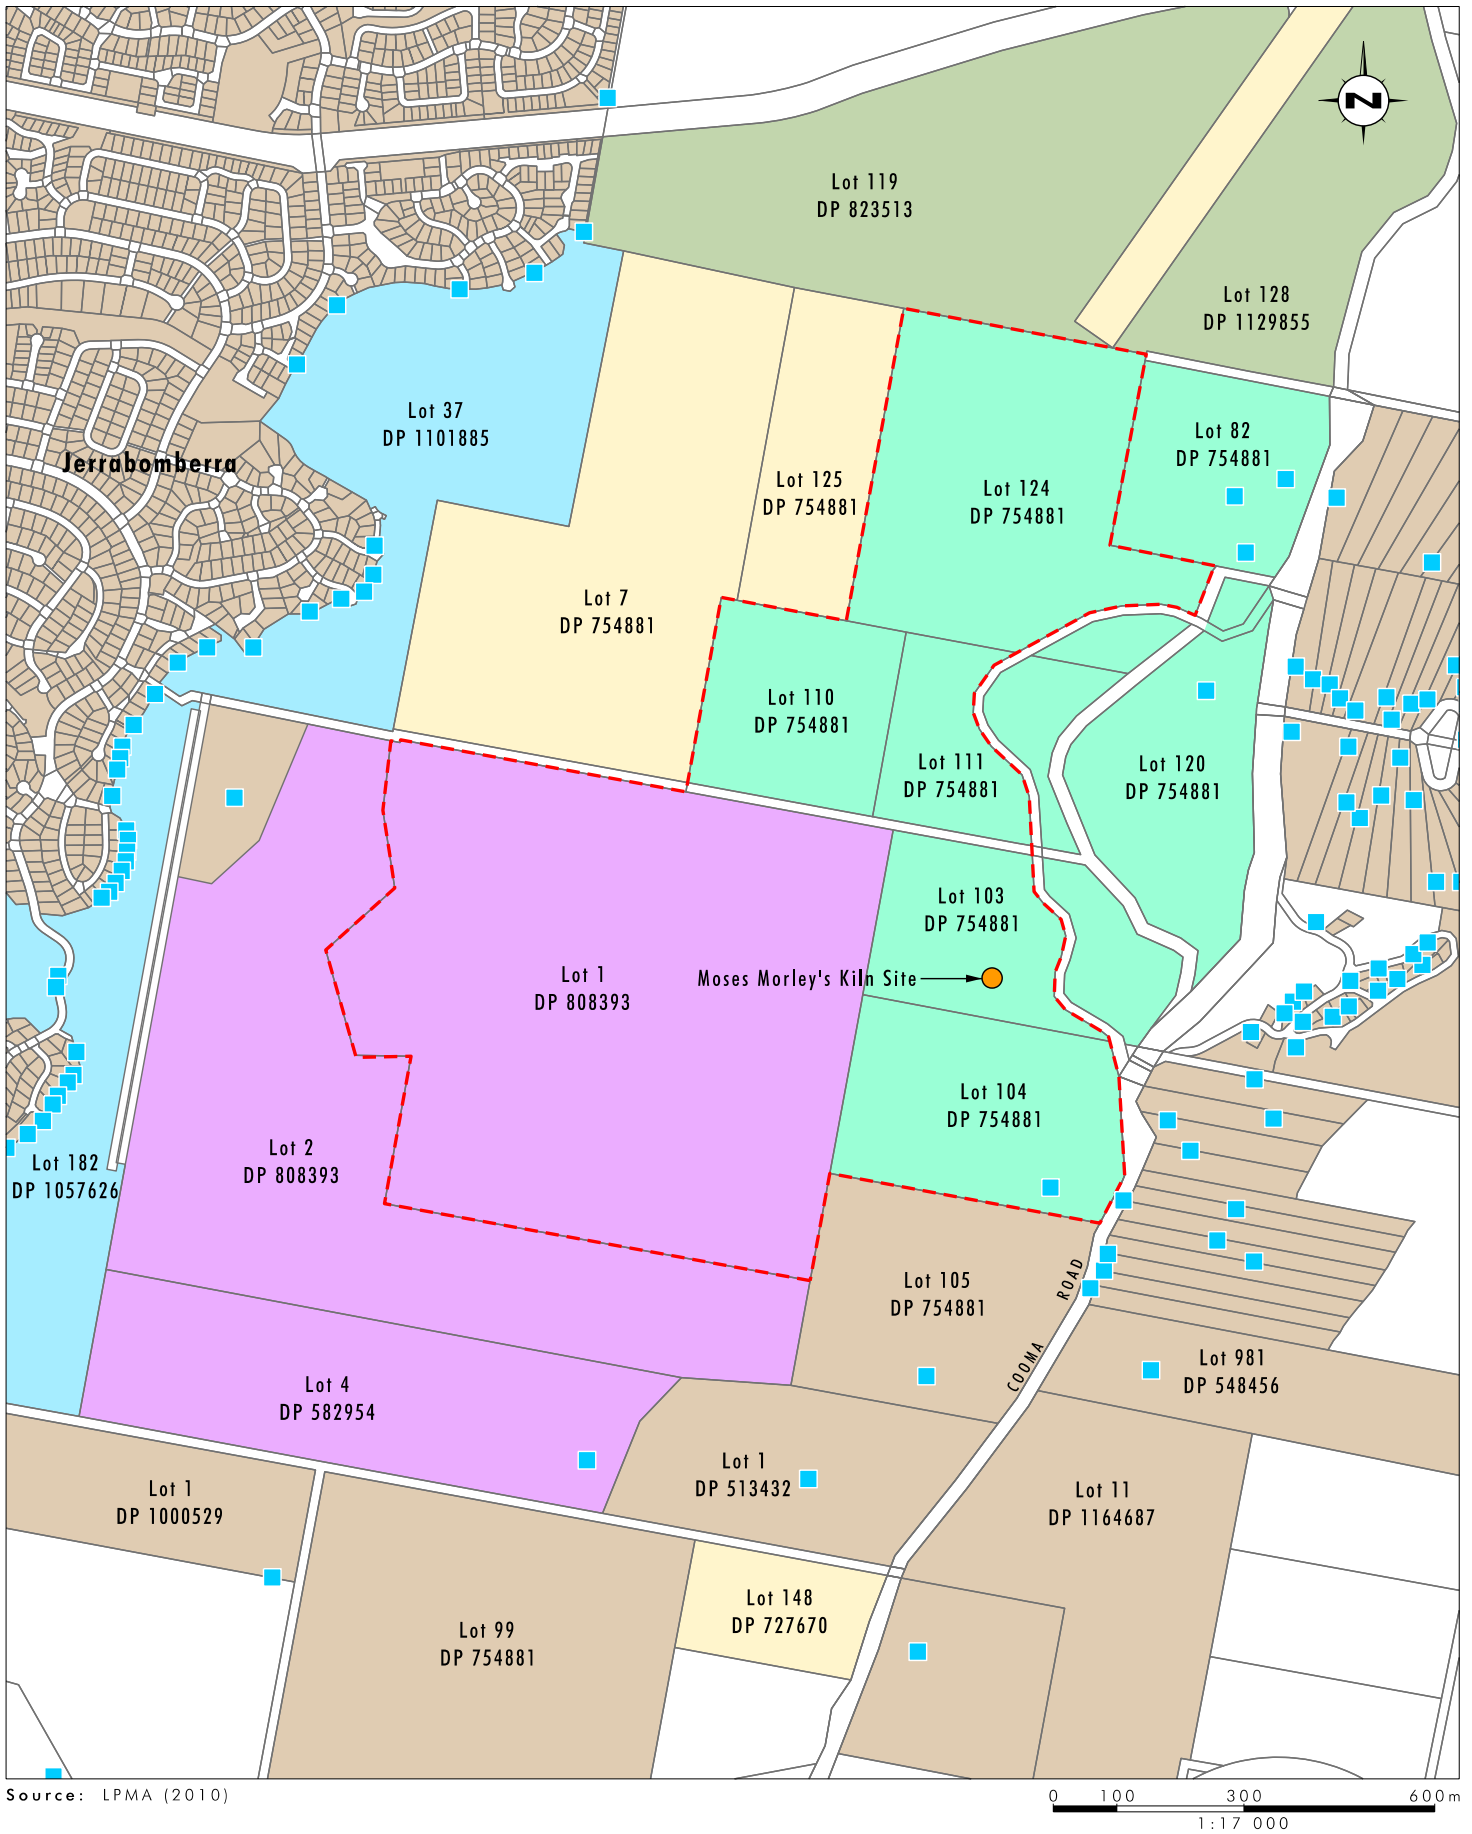 N
Lot 119
DP 823513
Lot 128
DP 1129855
Lot 37
DP 1101885
Jerrabomberra
Lot 82
DP 754881
Lot 125
DP 754881
Lot 124
DP 754881
Lot 7
DP 754881
Lot 110
DP 754881
Lot 111
DP 754881
Lot 120
DP 754881
Lot 103
DP 754881
Moses Morley's Kiln Site
Lot 1
DP 808393
Lot 104
DP 754881
Lot 2
DP 808393
Lot 182
DP 1057626
Lot 105
DP 754881
COOMA ROAD
Lot 981
DP 548456
Lot 4
DP 582954
Lot 1
DP 513432
Lot 1
DP 1000529
Lot 11
DP 1164687
Lot 148
DP 727670
Lot 99
DP 754881
Source: LPMA (2010)
0 100 300 600m
1:17 000